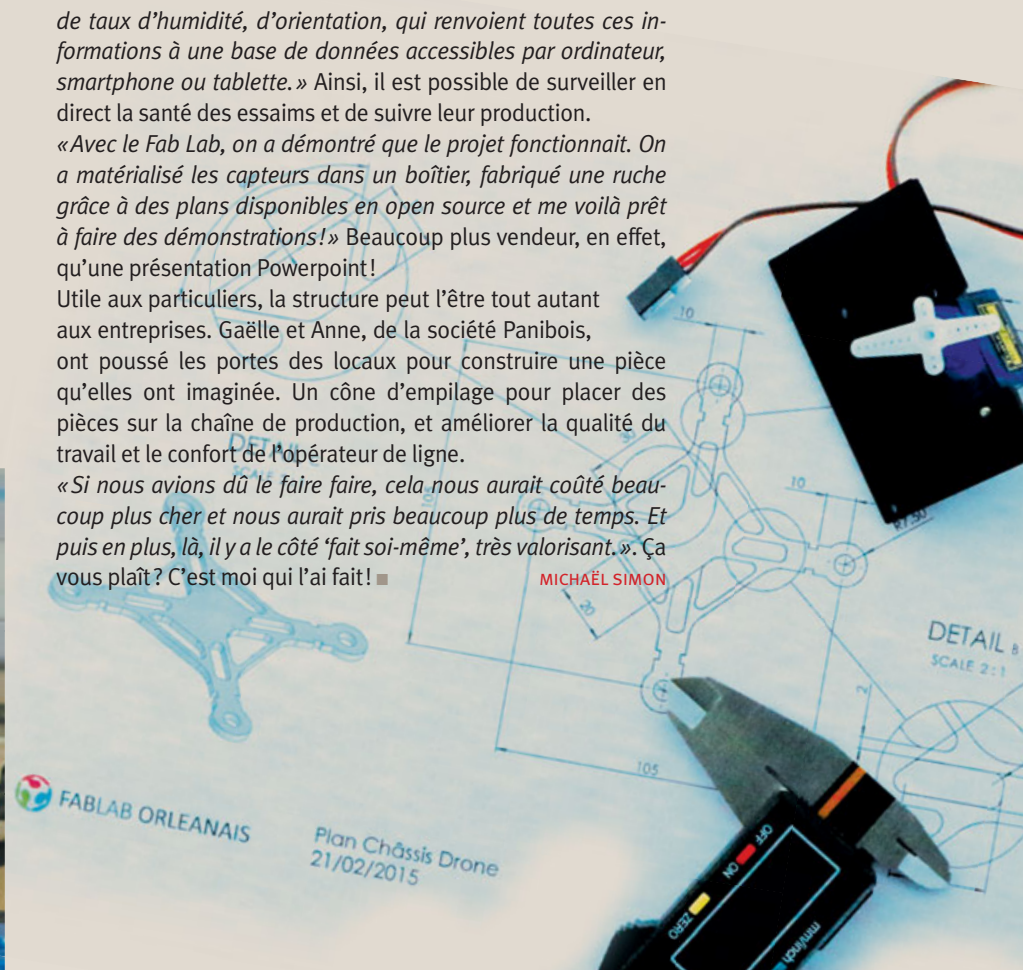 de taux d'humidité, d'orientation, qui renvoient toutes ces in-
formations à une base de données accessibles par ordinateur,
smartphone ou tablette. » Ainsi, il est possible de surveiller en
direct la santé des essaims et de suivre leur production.
« Avec le Fab Lab, on a démontré que le projet fonctionnait. On
a matérialisé les capteurs dans un boîtier, fabriqué une ruche
grâce à des plans disponibles en open source et me voilà prêt
à faire des démonstrations ! » Beaucoup plus vendeur, en effet,
qu'une présentation Powerpoint !
Utile aux particuliers, la structure peut l'être tout autant
aux entreprises. Gaëlle et Anne, de la société Panibois,
ont poussé les portes des locaux pour construire une pièce
qu'elles ont imaginée. Un cône d'empilage pour placer des
pièces sur la chaîne de production, et améliorer la qualité du
travail et le confort de l'opérateur de ligne.
« Si nous avions dû le faire faire, cela nous aurait coûté beau-
coup plus cher et nous aurait pris beaucoup plus de temps. Et
puis en plus, là, il y a le côté 'fait soi-même', très valorisant. ». Ça
vous plaît ? C'est moi qui l'ai fait ! ■
MICHAËL SIMON
10
30
10
R7.50
20
105
105
2
DETAIL
DETAIL B
SCALE 2:1
FABLAB ORLEANAIS
Plan Châssis Drone
21/02/2015
OFF
ON
ZERO
mm/inch